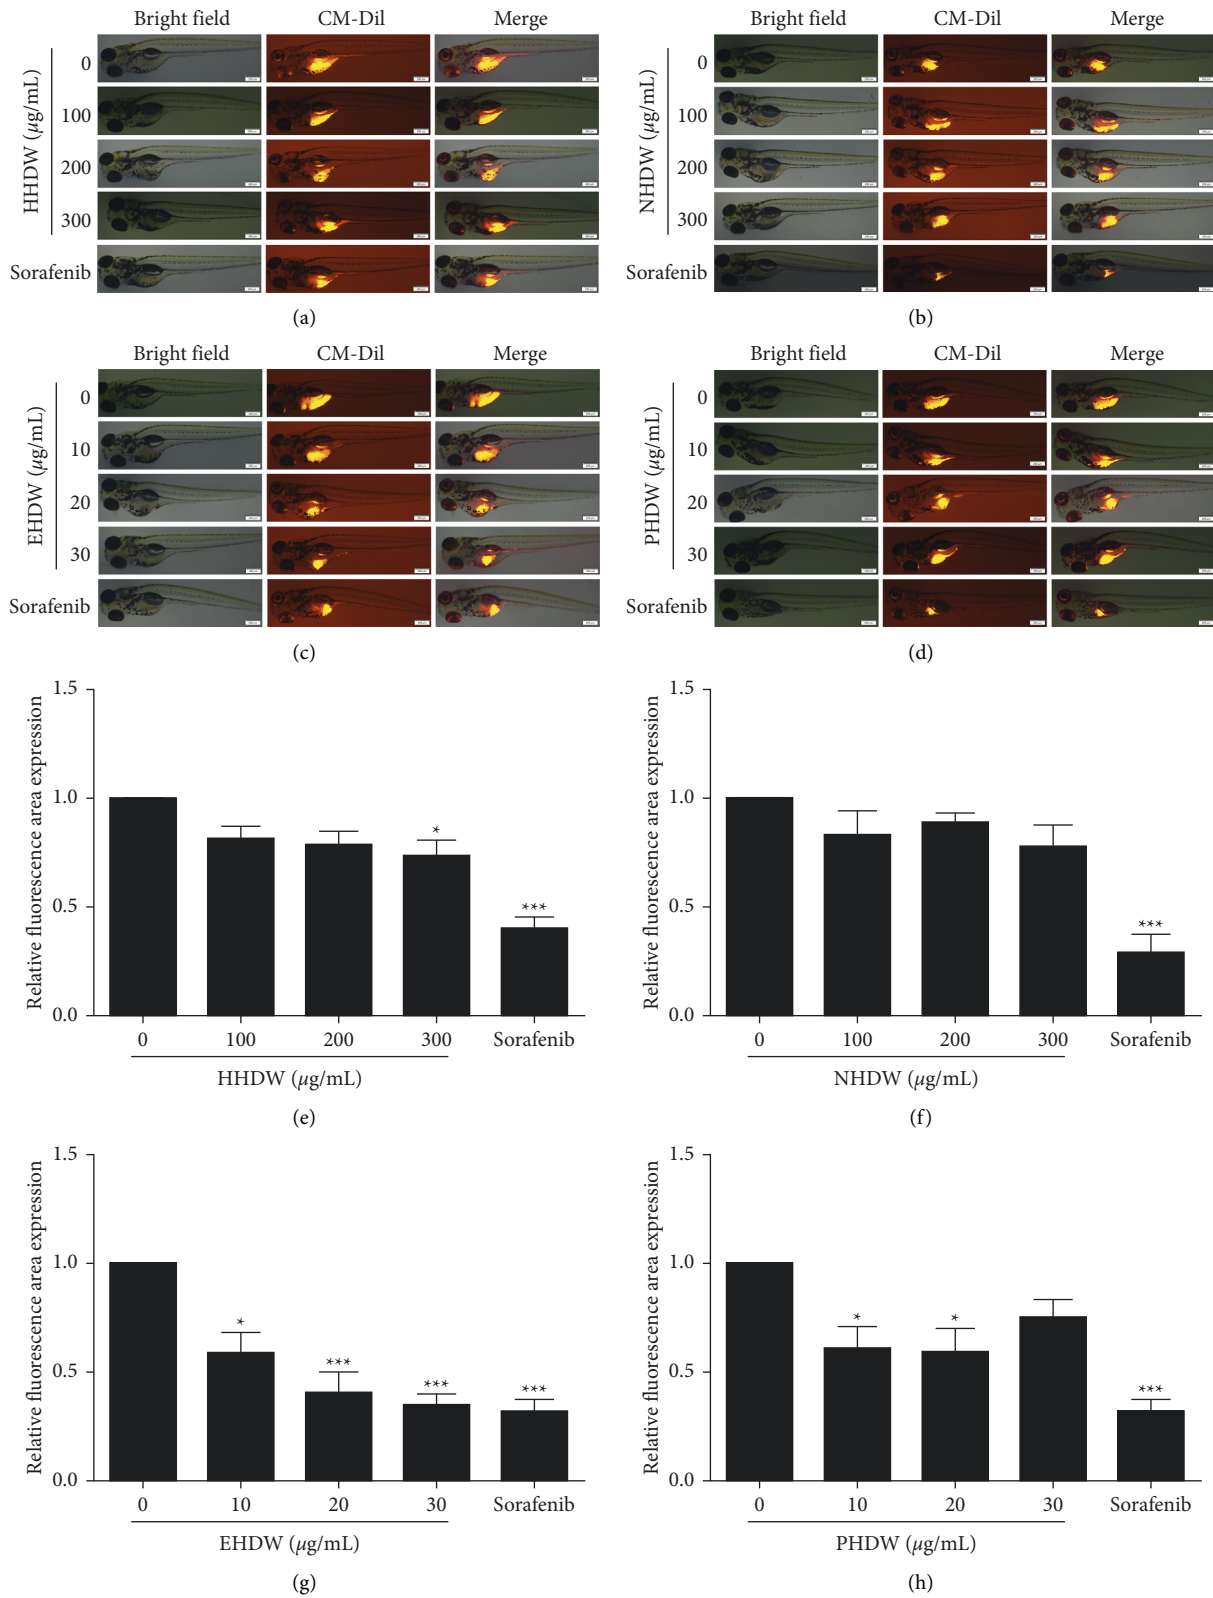 Bright field CM-Dil Merge
HHDW (µg/mL)
0
100
200
300
Sorafenib
(a)
Bright field CM-Dil Merge
NHDW (µg/mL)
0
100
200
300
Sorafenib
(b)
Bright field CM-Dil Merge
EHDW (µg/mL)
0
10
20
30
Sorafenib
(c)
Bright field CM-Dil Merge
PHDW (µg/mL)
0
10
20
30
Sorafenib
(d)
Relative fluorescence area expression
1.5
1.0
0.5
0.0
*
***
0 100 200 300 Sorafenib
HHDW (µg/mL)
(e)
Relative fluorescence area expression
1.5
1.0
0.5
0.0
***
0 100 200 300 Sorafenib
NHDW (µg/mL)
(f)
Relative fluorescence area expression
1.5
1.0
0.5
0.0
*
***
***
***
0 10 20 30 Sorafenib
EHDW (µg/mL)
(g)
Relative fluorescence area expression
1.5
1.0
0.5
0.0
*
*
***
0 10 20 30 Sorafenib
PHDW (µg/mL)
(h)